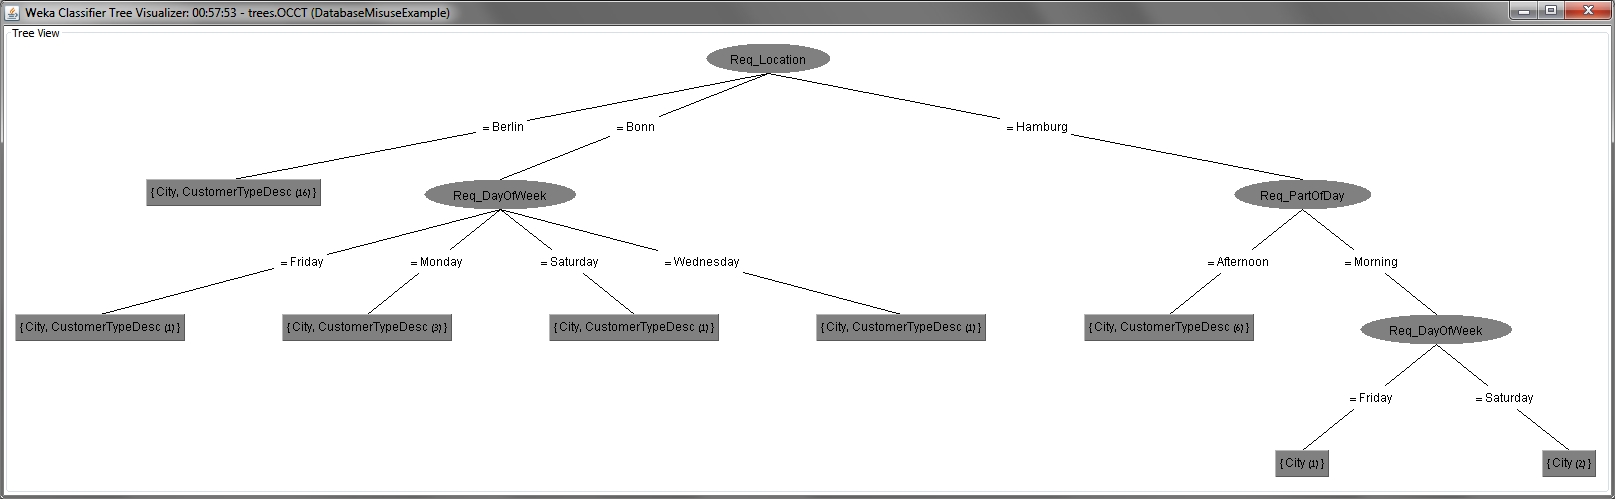 Weka Classifier Tree Visualizer: 00:57:53 - trees.OCCT (DatabaseMisuseExample)
Tree View
Req_Location
= Berlin
= Bonn
= Hamburg
{ City, CustomerTypeDesc (16) }
Req_DayOfWeek
Req_PartOfDay
= Friday
= Monday
= Saturday
= Wednesday
= Afternoon
= Morning
{ City, CustomerTypeDesc (1) }
{ City, CustomerTypeDesc (3) }
{ City, CustomerTypeDesc (1) }
{ City, CustomerTypeDesc (1) }
{ City, CustomerTypeDesc (6) }
Req_DayOfWeek
= Friday
= Saturday
{ City (1) }
{ City (2) }